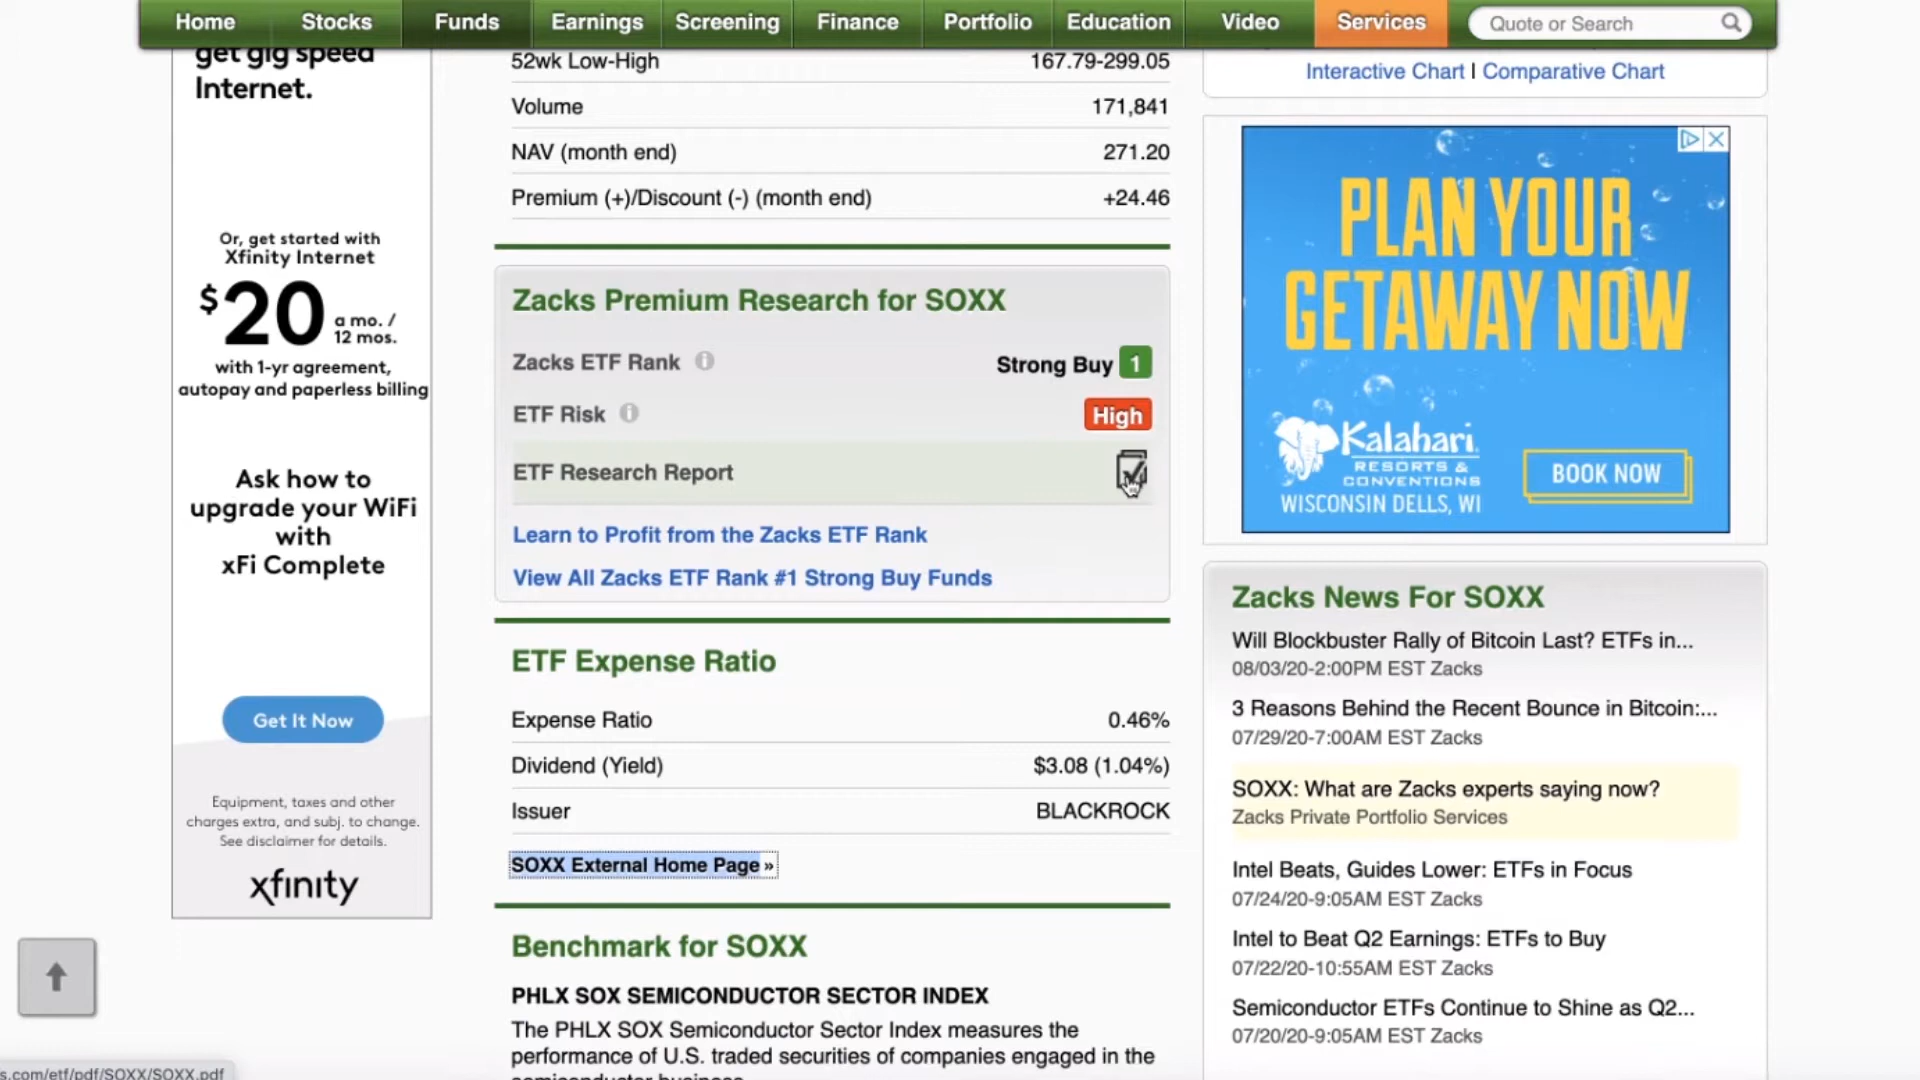 Home
Stocks
Funds
Earnings
Screening
Finance
Portfolio
Education
Video
Services
Quote or Search
get gig speed
Internet.
Or, get started with
Xfinity Internet
$20 a mo. /
12 mos.
with 1-yr agreement,
autopay and paperless billing
Ask how to
upgrade your WiFi
with
xFi Complete
Get It Now
Equipment, taxes and other
charges extra, and subj. to change.
See disclaimer for details.
xfinity
52wk Low-High 167.79-299.05
Volume 171,841
NAV (month end) 271.20
Premium (+)/Discount (-) (month end) +24.46
Zacks Premium Research for SOXX
Zacks ETF Rank Strong Buy 1
ETF Risk High
ETF Research Report
Learn to Profit from the Zacks ETF Rank
View All Zacks ETF Rank #1 Strong Buy Funds
ETF Expense Ratio
Expense Ratio 0.46%
Dividend (Yield) $3.08 (1.04%)
Issuer BLACKROCK
SOXX External Home Page »
Benchmark for SOXX
PHLX SOX SEMICONDUCTOR SECTOR INDEX
The PHLX SOX Semiconductor Sector Index measures the
performance of U.S. traded securities of companies engaged in the
semiconductor business.
Interactive Chart | Comparative Chart
PLAN YOUR
GETAWAY NOW
Kalahari
RESORTS &
CONVENTIONS
WISCONSIN DELLS, WI
BOOK NOW
Zacks News For SOXX
Will Blockbuster Rally of Bitcoin Last? ETFs in...
08/03/20-2:00PM EST Zacks
3 Reasons Behind the Recent Bounce in Bitcoin:...
07/29/20-7:00AM EST Zacks
SOXX: What are Zacks experts saying now?
Zacks Private Portfolio Services
Intel Beats, Guides Lower: ETFs in Focus
07/24/20-9:05AM EST Zacks
Intel to Beat Q2 Earnings: ETFs to Buy
07/22/20-10:55AM EST Zacks
Semiconductor ETFs Continue to Shine as Q2...
07/20/20-9:05AM EST Zacks
s.com/etf/pdf/SOXX/SOXX.pdf